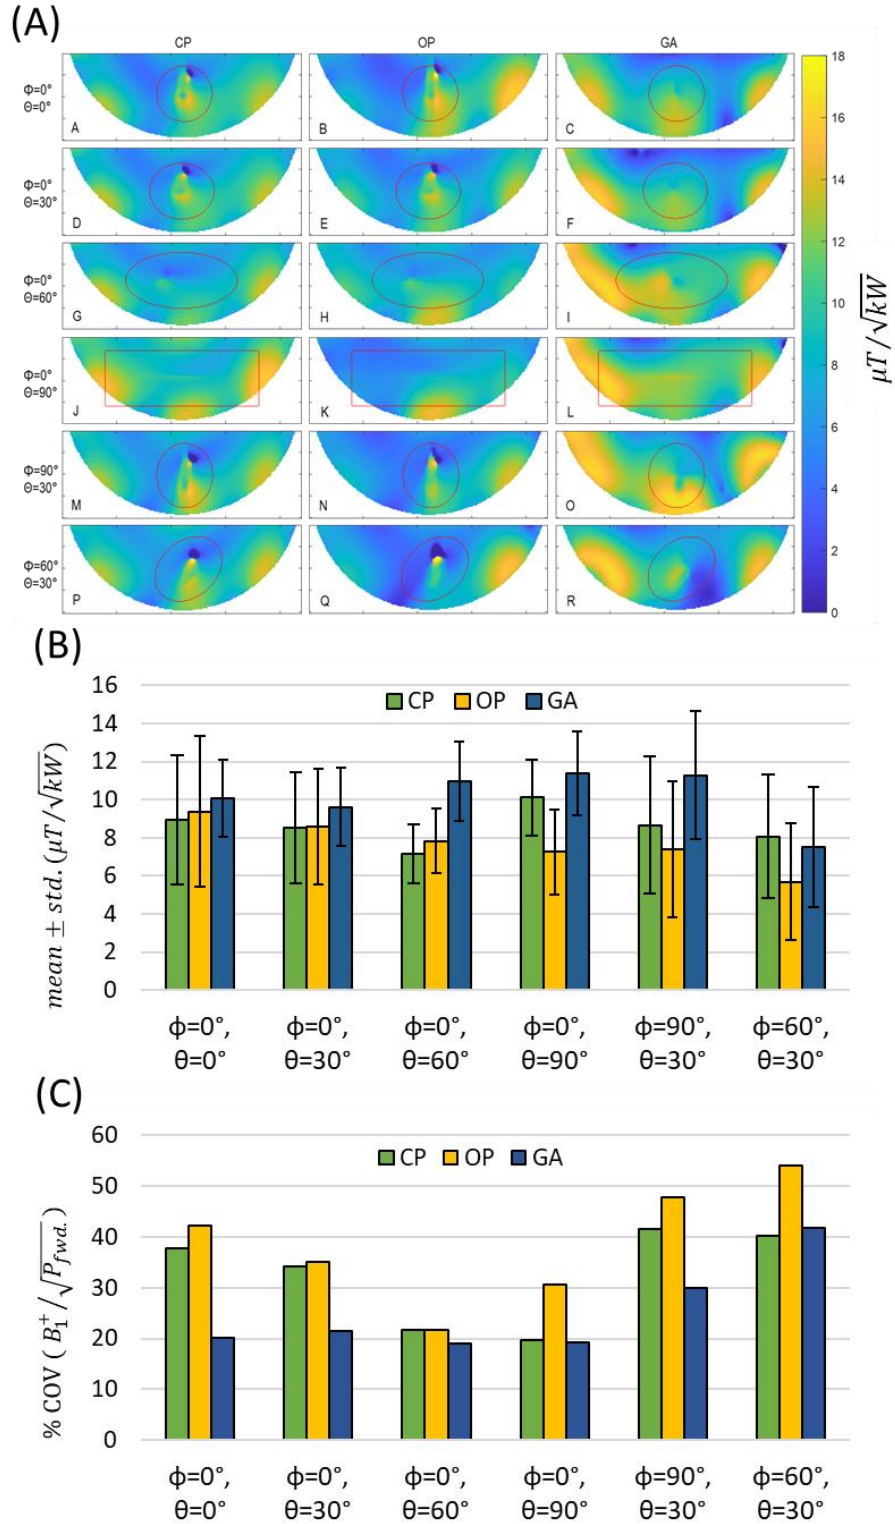 (A)
CP OP GA
Φ=0°
Θ=0°
A B C
Φ=0°
Θ=30°
D E F
Φ=0°
Θ=60°
G H I
Φ=0°
Θ=90°
J K L
Φ=90°
Θ=30°
M N O
Φ=60°
Θ=30°
P Q R
18
16
14
12
10
8
6
4
2
0
μT/√kW
(B)
mean ± std. (μT/√kW)
16
14
12
10
8
6
4
2
0
CP OP GA
ϕ=0°, ϕ=0°, ϕ=0°, ϕ=0°, ϕ=90°, ϕ=60°,
θ=0° θ=30° θ=60° θ=90° θ=30° θ=30°
(C)
% COV ( B₁⁺/√P_fwd. )
60
50
40
30
20
10
0
CP OP GA
ϕ=0°, ϕ=0°, ϕ=0°, ϕ=0°, ϕ=90°, ϕ=60°,
θ=0° θ=30° θ=60° θ=90° θ=30° θ=30°